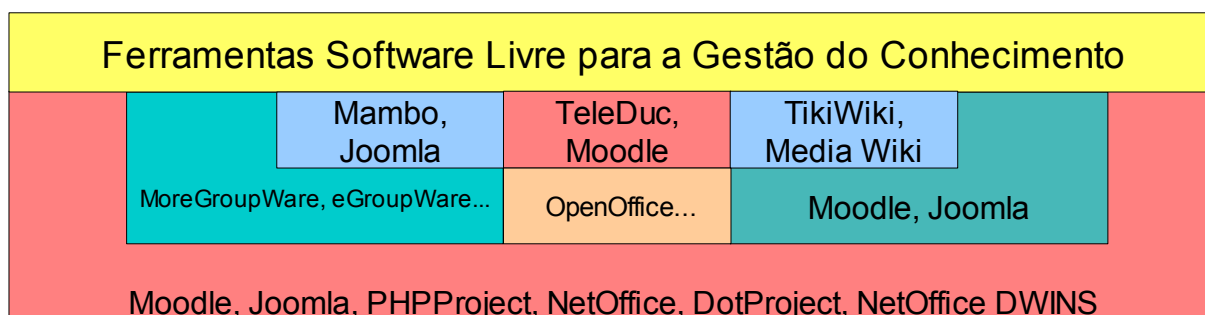 Ferramentas Software Livre para a Gestão do Conhecimento
Mambo,
Joomla
TeleDuc,
Moodle
TikiWiki,
Media Wiki
MoreGroupWare, eGroupWare...
OpenOffice...
Moodle, Joomla
Moodle, Joomla, PHPProject, NetOffice, DotProject, NetOffice DWINS